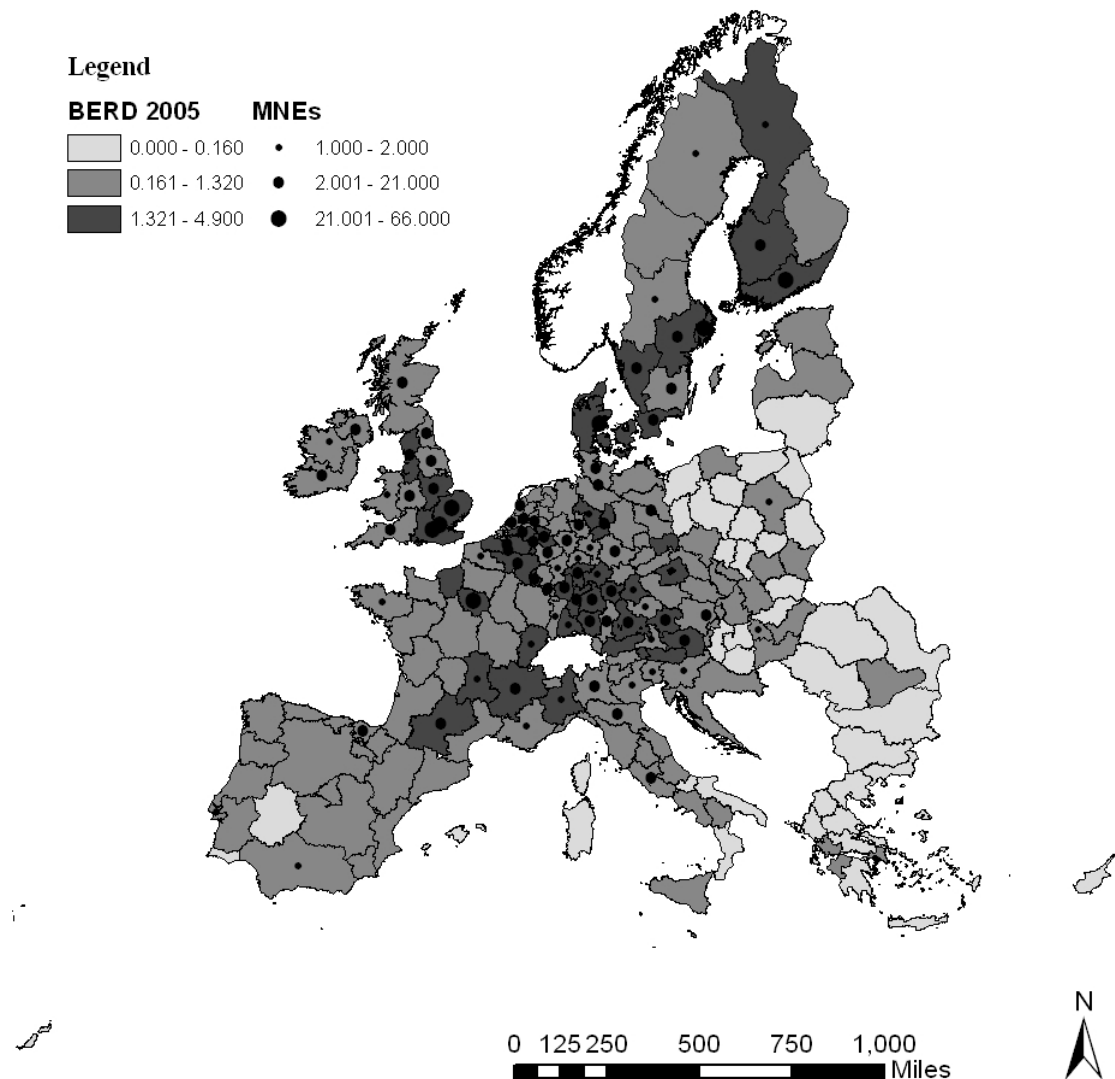 Legend
BERD 2005 MNEs
0.000 - 0.160 1.000 - 2.000
0.161 - 1.320 2.001 - 21.000
1.321 - 4.900 21.001 - 66.000
N
0 125 250 500 750 1,000
Miles